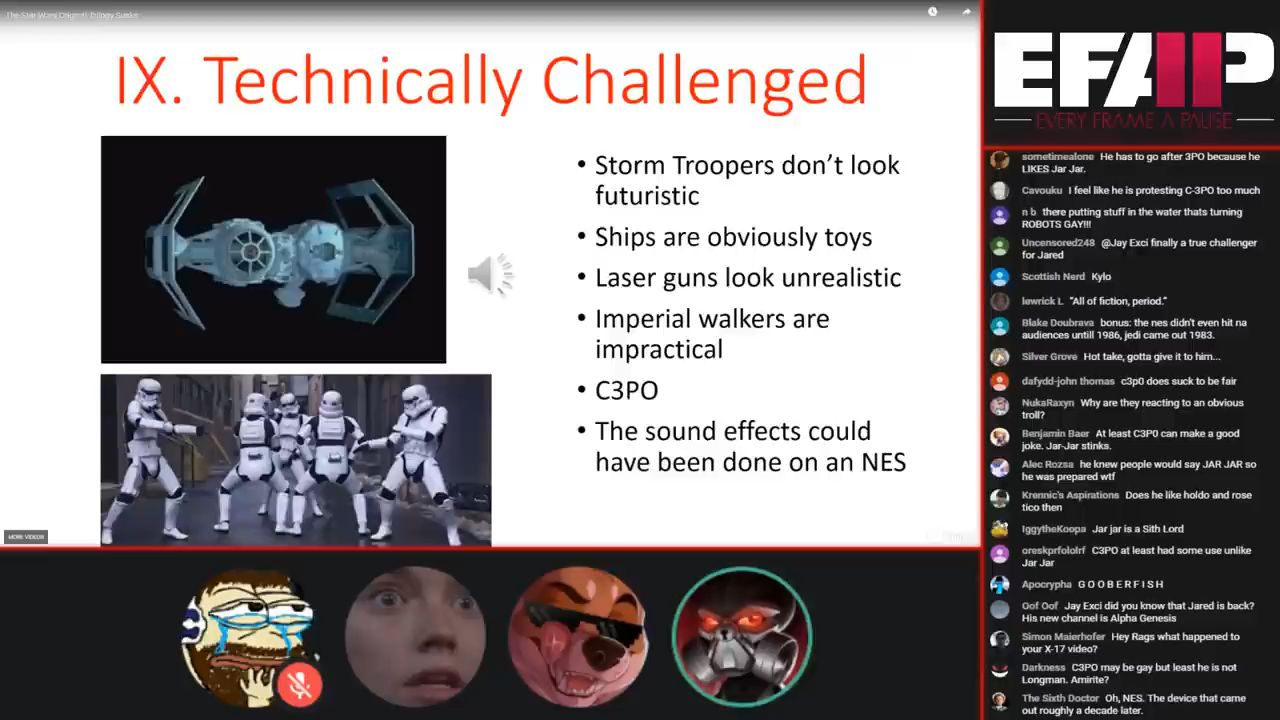 The Star Wars Original Trilogy Sucks
IX. Technically Challenged
• Storm Troopers don’t look
futuristic
• Ships are obviously toys
• Laser guns look unrealistic
• Imperial walkers are
impractical
• C3PO
• The sound effects could
have been done on an NES
MORE VIDEOS
EFAP
EVERY FRAME A PAUSE
sometimealone He has to go after 3PO because he
LIKES Jar Jar.
Cavouku I feel like he is protesting C-3PO too much
n b there putting stuff in the water thats turning
ROBOTS GAY!!!
Uncensored248 @Jay Exci finally a true challenger
for Jared
Scottish Nerd Kylo
lewrick L "All of fiction, period."
Blake Doubrava bonus: the nes didn't even hit na
audiences untill 1986, jedi came out 1983.
Silver Grove Hot take, gotta give it to him...
dafydd-john thomas c3p0 does suck to be fair
NukaRaxyn Why are they reacting to an obvious
troll?
Benjamin Baer At least C3P0 can make a good
joke. Jar-Jar stinks.
Alec Rozsa he knew people would say JAR JAR so
he was prepared wtf
Krennic's Aspirations Does he like holdo and rose
tico then
IggytheKoopa Jar jar is a Sith Lord
oreskprfololrf C3PO at least had some use unlike
Jar Jar
Apocrypha G O O B E R F I S H
Oof Oof Jay Exci did you know that Jared is back?
His new channel is Alpha Genesis
Simon Maierhofer Hey Rags what happened to
your X-17 video?
Darkness C3PO may be gay but least he is not
Longman. Amirite?
The Sixth Doctor Oh, NES. The device that came
out roughly a decade later.